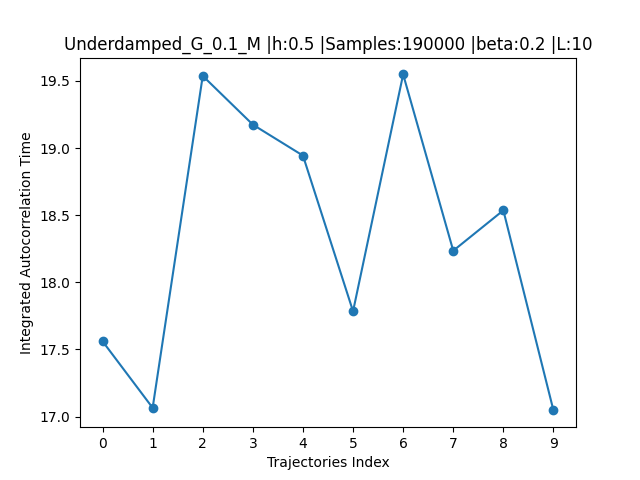 Underdamped_G_0.1_M |h:0.5 |Samples:190000 |beta:0.2 |L:10
Integrated Autocorrelation Time
19.5
19.0
18.5
18.0
17.5
17.0
0 1 2 3 4 5 6 7 8 9
Trajectories Index